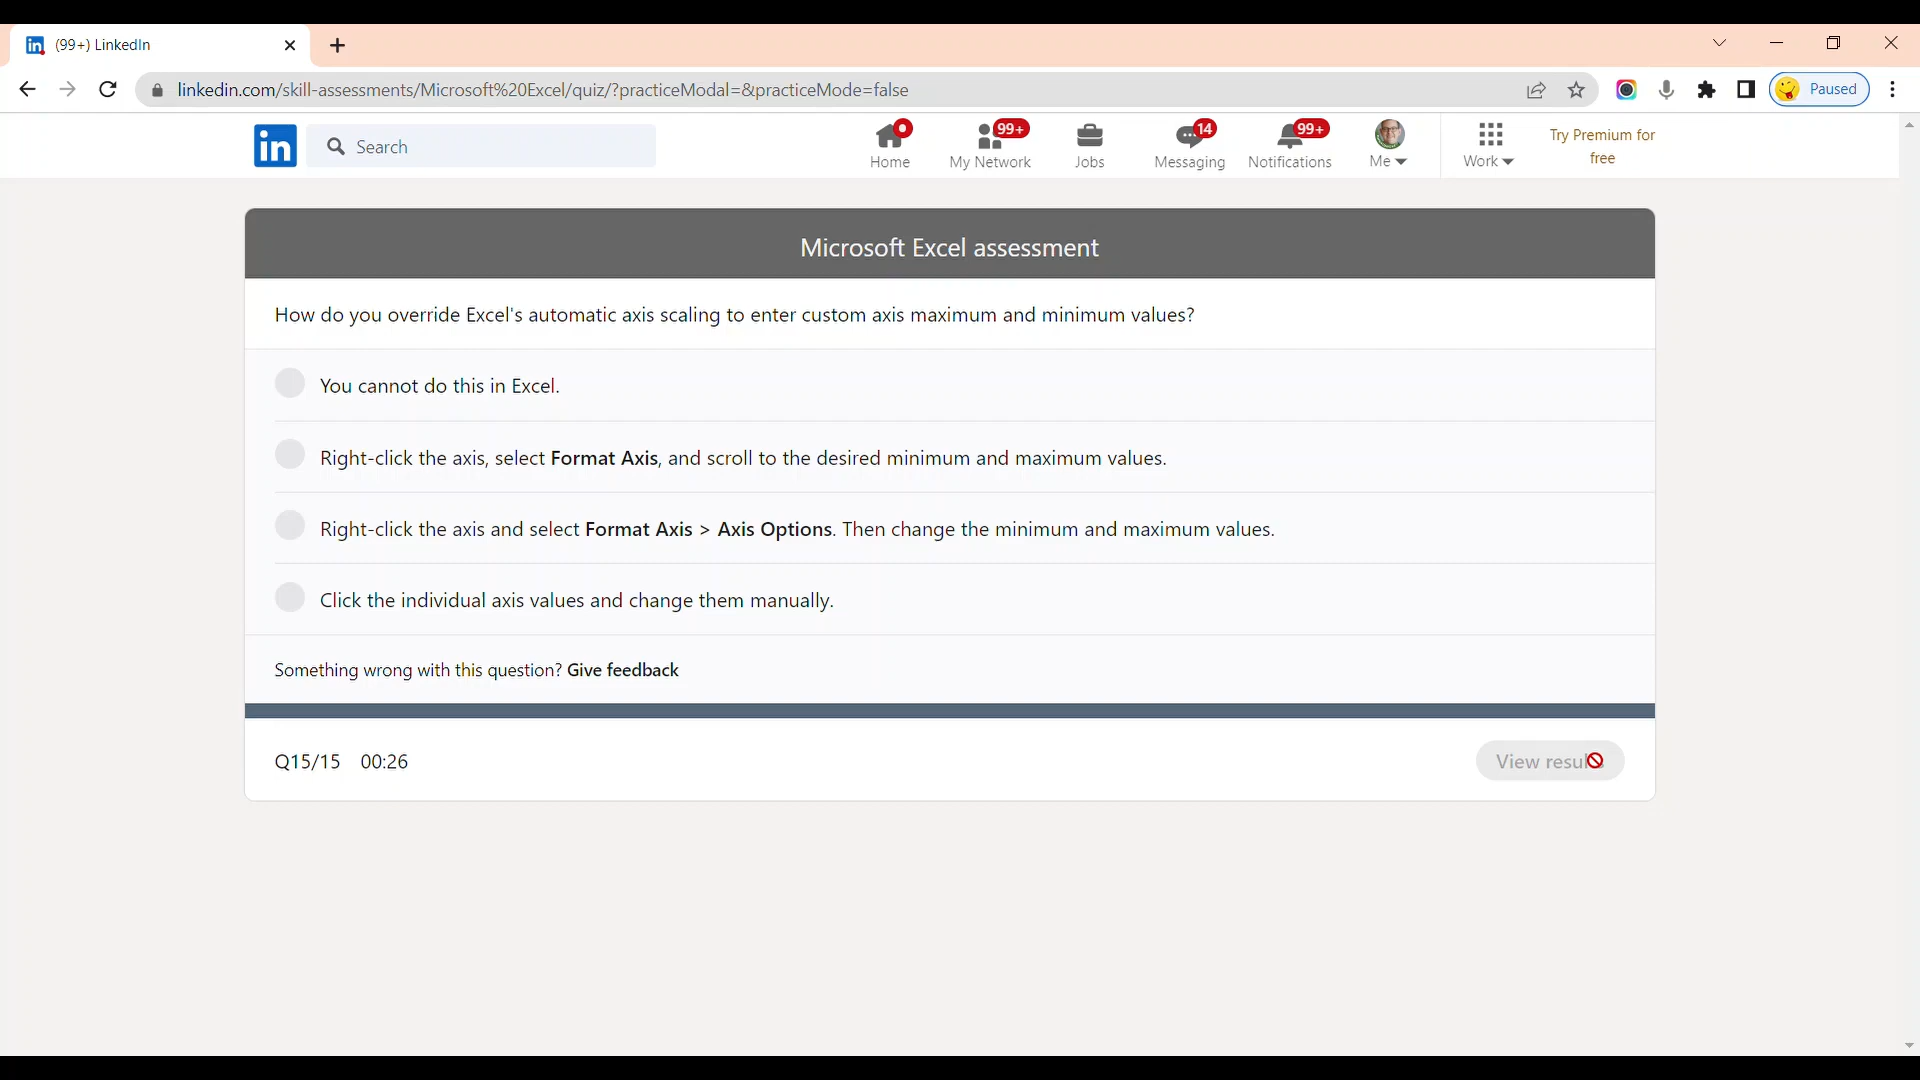 (99+) LinkedIn
linkedin.com/skill-assessments/Microsoft%20Excel/quiz/?practiceModal=&practiceMode=false
Paused
in
Search
Home
99+
My Network
Jobs
14
Messaging
99+
Notifications
Me
Work
Try Premium for
free
Microsoft Excel assessment
How do you override Excel's automatic axis scaling to enter custom axis maximum and minimum values?
You cannot do this in Excel.
Right-click the axis, select Format Axis, and scroll to the desired minimum and maximum values.
Right-click the axis and select Format Axis > Axis Options. Then change the minimum and maximum values.
Click the individual axis values and change them manually.
Something wrong with this question? Give feedback
Q15/15 00:26
View results